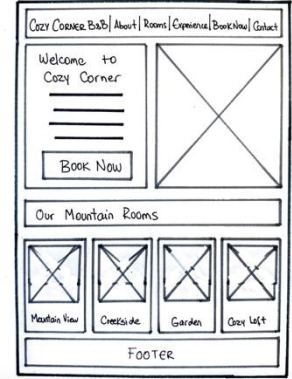 Cozy Corner B&B| About| Rooms| Experience| Book Now| Contact
Welcome to
Cozy Corner
Book Now
Our Mountain Rooms
Mountain View
Creekside
Garden
Cozy Loft
FOOTER